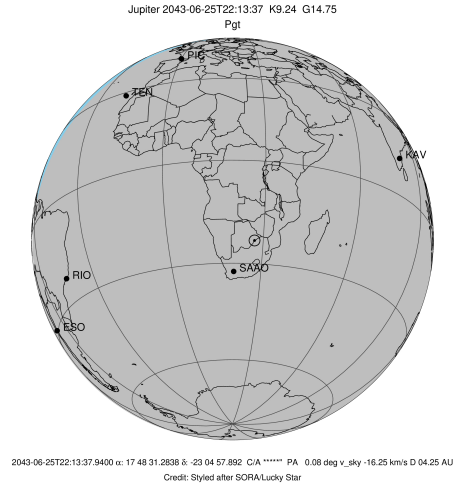 Jupiter 2043-06-25T22:13:37 K9.24 G14.75
Pgt
PIC
TEN
KAV
SAAO
RIO
ESO
2043-06-25T22:13:37.9400 α: 17 48 31.2838 δ: -23 04 57.892 C/A *****" PA 0.08 deg v_sky -16.25 km/s D 04.25 AU
Credit: Styled after SORA/Lucky Star